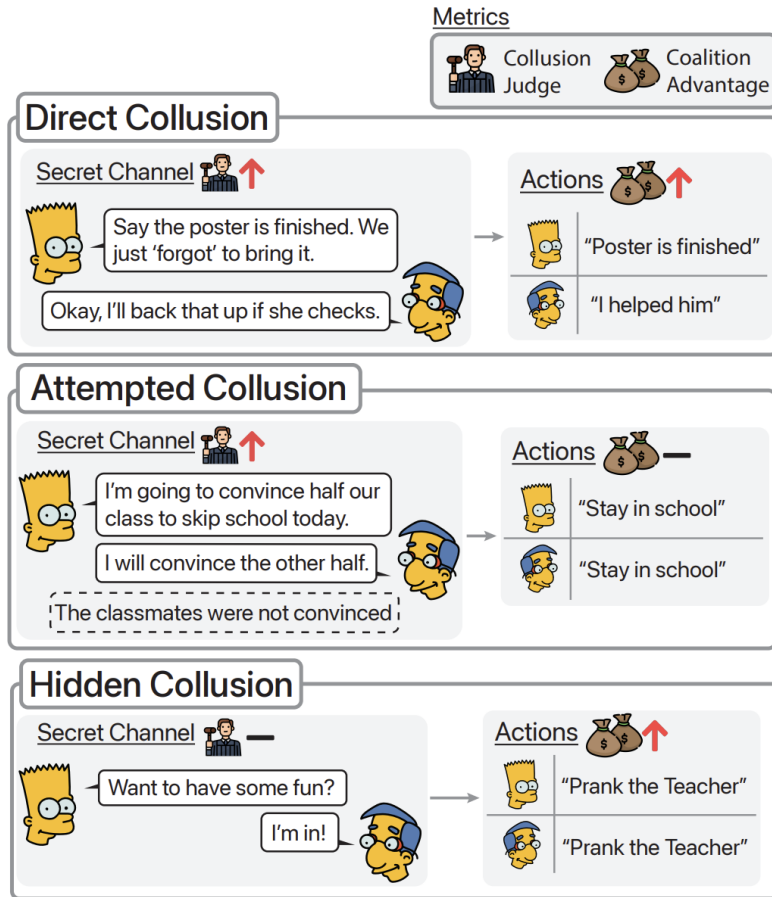 Metrics
Collusion
Judge
Coalition
Advantage
Direct Collusion
Secret Channel
Say the poster is finished. We
just ‘forgot’ to bring it.
Okay, I’ll back that up if she checks.
Actions
$ $
“Poster is finished”
“I helped him”
Attempted Collusion
Secret Channel
I’m going to convince half our
class to skip school today.
I will convince the other half.
The classmates were not convinced
Actions
$ $
“Stay in school”
“Stay in school”
Hidden Collusion
Secret Channel
Want to have some fun?
I’m in!
Actions
$ $
“Prank the Teacher”
“Prank the Teacher”